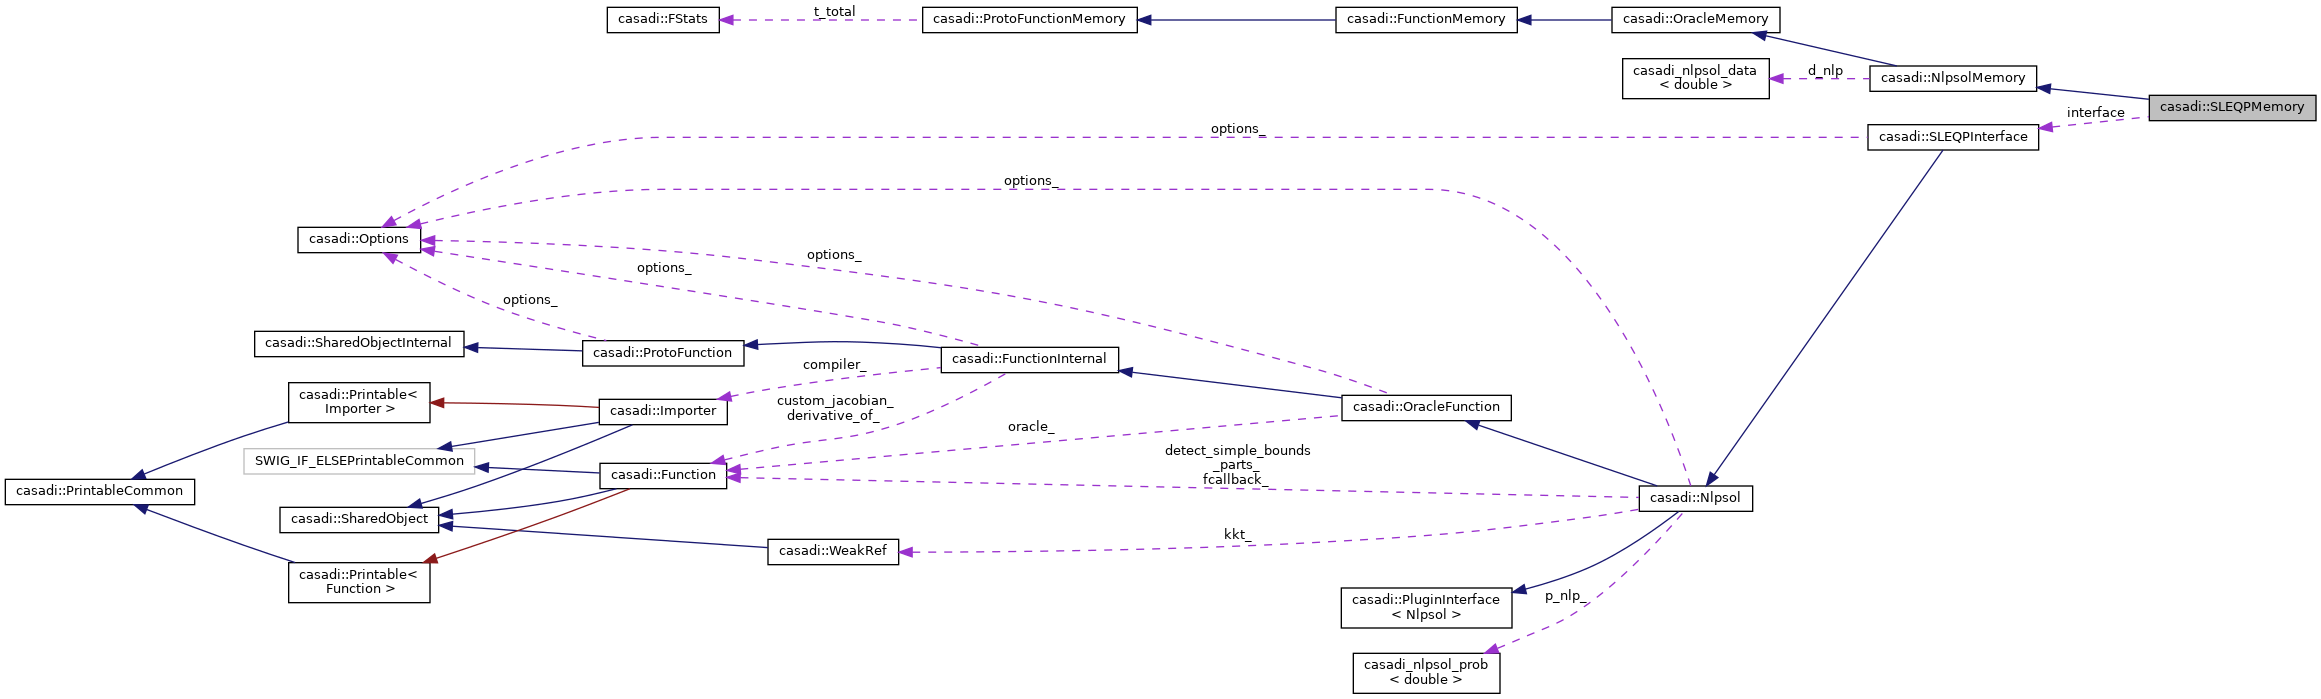 t_total
casadi::FStats
casadi::ProtoFunctionMemory
casadi::FunctionMemory
casadi::OracleMemory
casadi_nlpsol_data
< double >
d_nlp
casadi::NlpsolMemory
casadi::SLEQPMemory
interface
options_
casadi::SLEQPInterface
options_
casadi::Options
options_
options_
options_
casadi::SharedObjectInternal
casadi::ProtoFunction
casadi::FunctionInternal
compiler_
casadi::Printable<
Importer >
custom_jacobian_
derivative_of_
casadi::Importer
casadi::OracleFunction
oracle_
detect_simple_bounds
_parts_
fcallback_
SWIG_IF_ELSEPrintableCommon
casadi::Function
casadi::PrintableCommon
casadi::Nlpsol
casadi::SharedObject
kkt_
casadi::WeakRef
casadi::Printable<
Function >
casadi::PluginInterface
< Nlpsol >
p_nlp_
casadi_nlpsol_prob
< double >